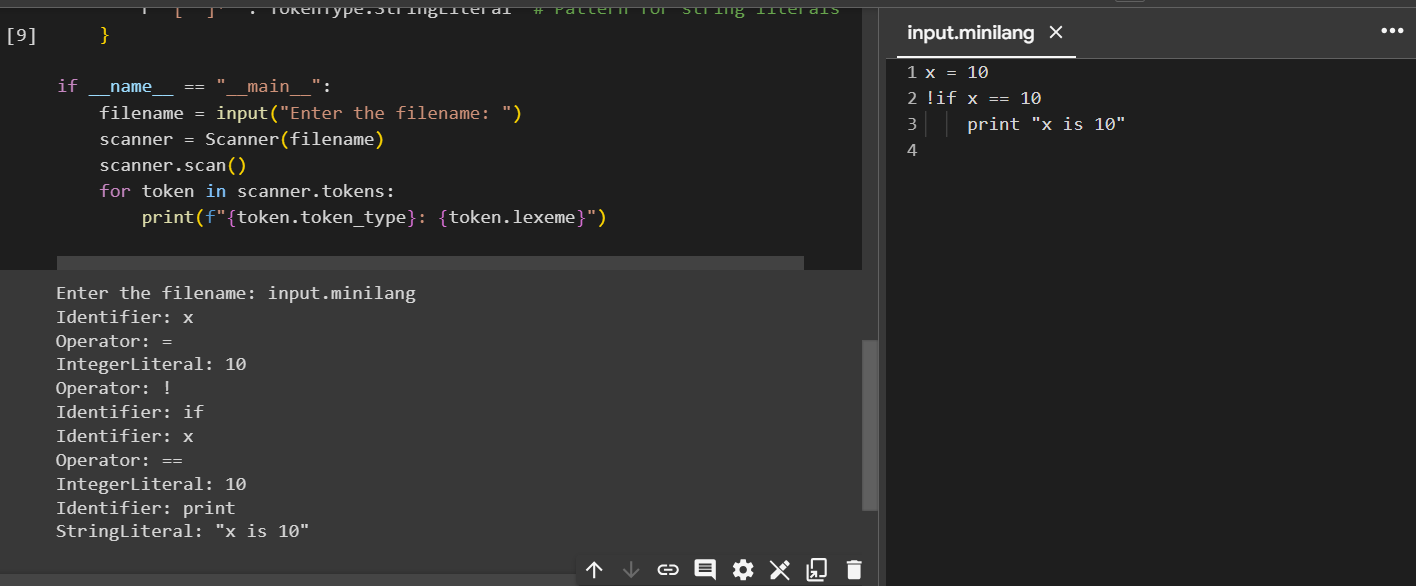 TokenType.StringLiteral # Pattern for string literals
[9] }
if __name__ == "__main__":
filename = input("Enter the filename: ")
scanner = Scanner(filename)
scanner.scan()
for token in scanner.tokens:
print(f"{token.token_type}: {token.lexeme}")
Enter the filename: input.minilang
Identifier: x
Operator: =
IntegerLiteral: 10
Operator: !
Identifier: if
Identifier: x
Operator: ==
IntegerLiteral: 10
Identifier: print
StringLiteral: "x is 10"
input.minilang
1 x = 10
2 !if x == 10
3 print "x is 10"
4